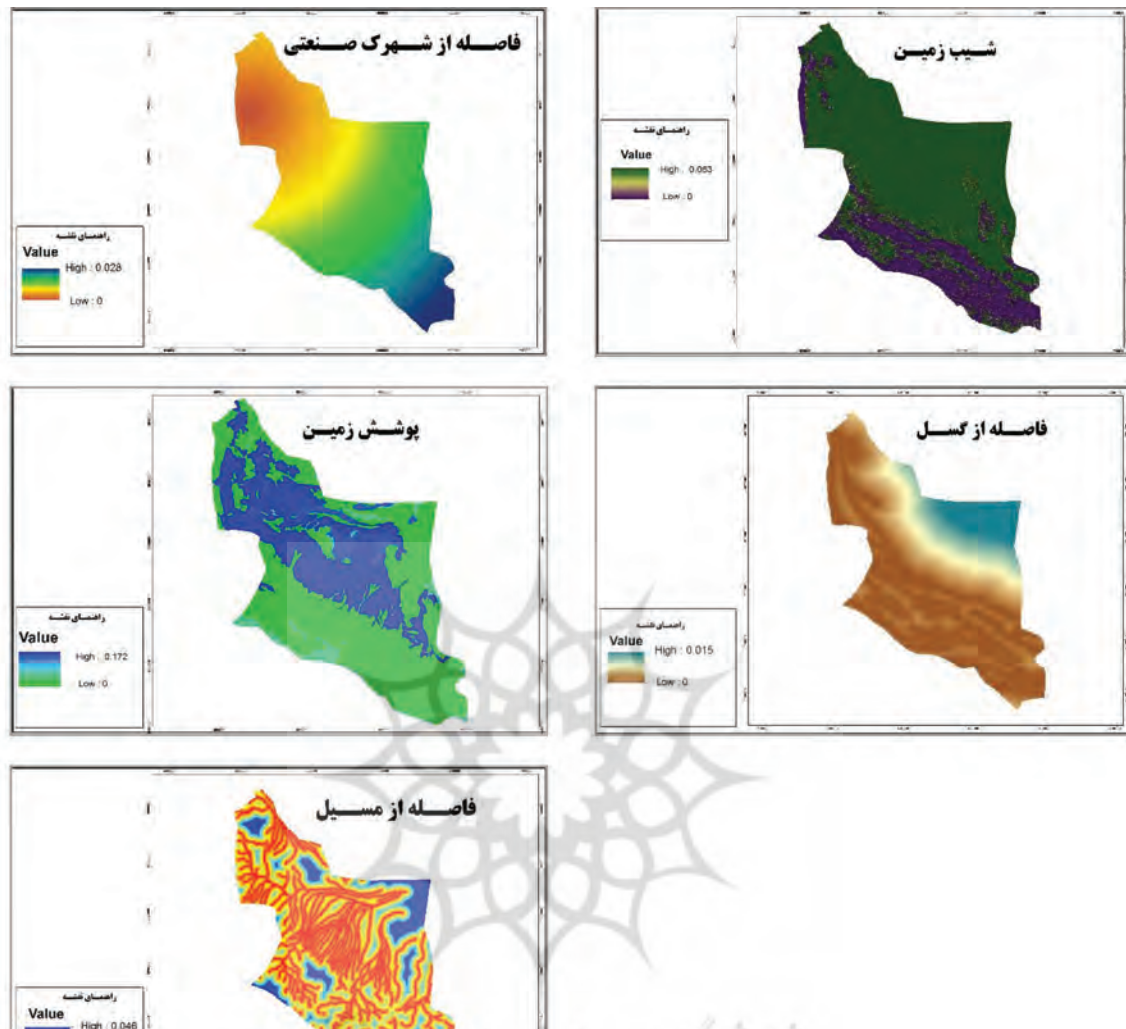 فاصله از شهرک صنعتی
راهنمای نقشه
Value
High : 0.028
Low : 0
شیب زمین
راهنمای نقشه
Value
High : 0.063
Low : 0
پوشش زمین
راهنمای نقشه
Value
High : 0.172
Low : 0
فاصله از گسل
راهنمای نقشه
Value
High : 0.015
Low : 0
فاصله از مسیل
راهنمای نقشه
Value
High : 0.046